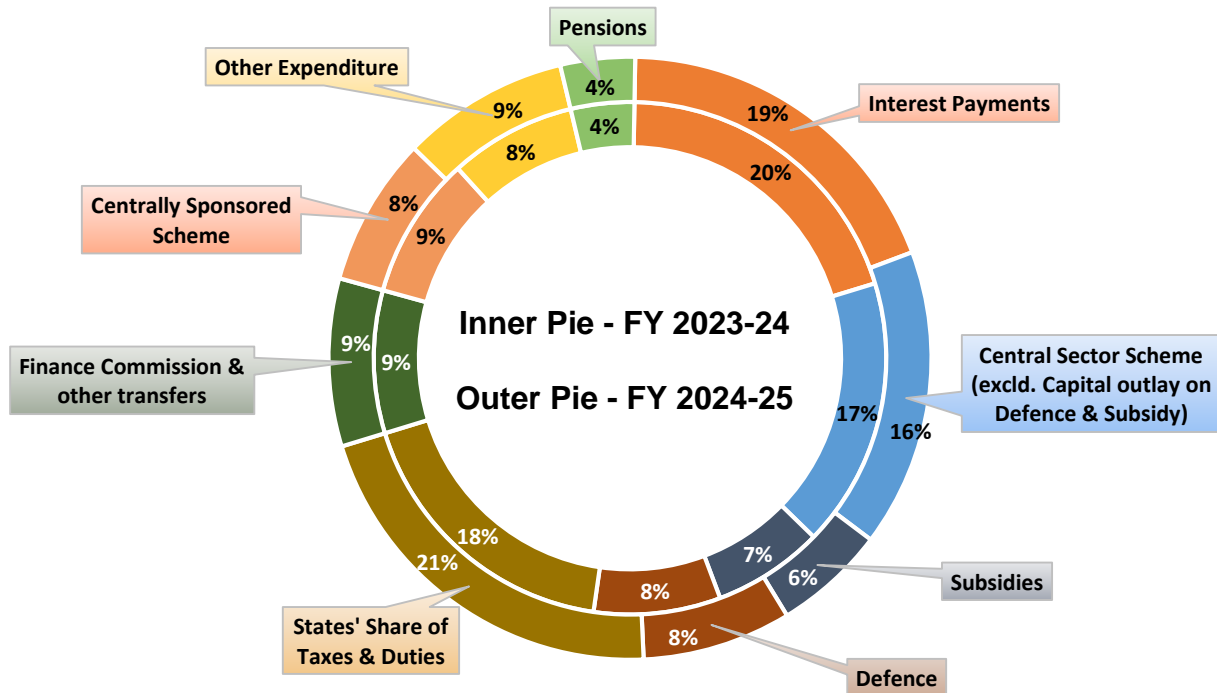 Pensions
Other Expenditure
4%
9%
19%
Interest Payments
4%
8%
20%
Centrally Sponsored
Scheme
8%
9%
Inner Pie - FY 2023-24
Outer Pie - FY 2024-25
Finance Commission &
other transfers
9%
9%
Central Sector Scheme
(excld. Capital outlay on
Defence & Subsidy)
17%
16%
18%
21%
7%
6%
Subsidies
8%
8%
States' Share of
Taxes & Duties
Defence